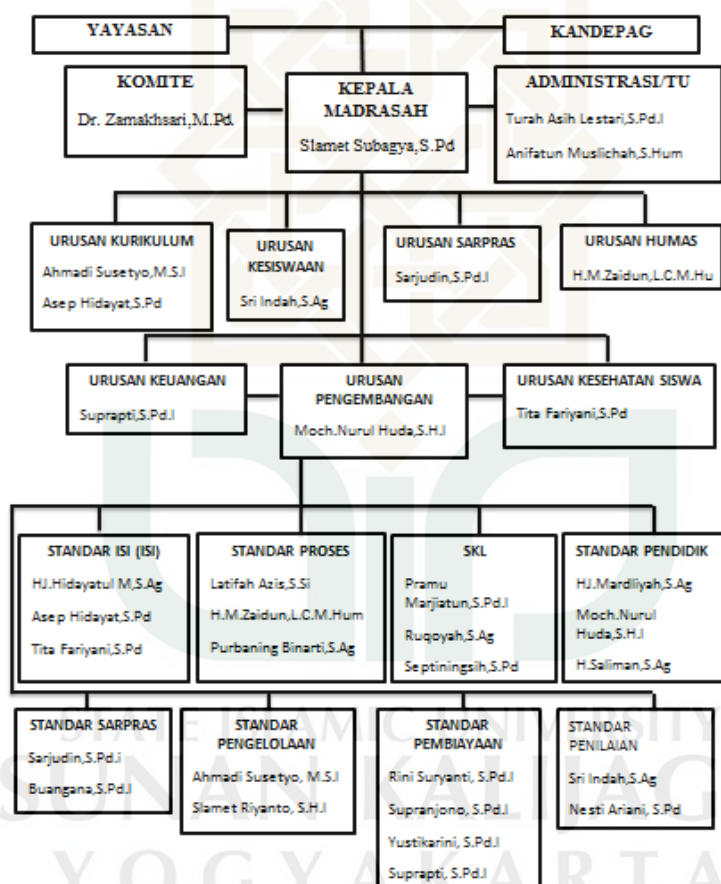 YAYASAN
KANDEPAG
KOMITE
Dr. Zamakhsari,M.Pd.
KEPALA
MADRASAH
Slamet Subagya,S.Pd
ADMINISTRASI/TU
Turah Asih Lestari,S.Pd.I
Anifatun Muslichah,S.Hum
URUSAN KURIKULUM
Ahmadi Susetyo,M.S.I
Asep Hidayat,S.Pd
URUSAN
KESISWAAN
Sri Indah,S.Ag
URUSAN SARPRAS
Sarjudin,S.Pd.I
URUSAN HUMAS
H.M.Zaidun,L.C.M.Hu
URUSAN KEUANGAN
Suprapti,S.Pd.I
URUSAN
PENGEMBANGAN
Moch.Nurul Huda,S.H.I
URUSAN KESEHATAN SISWA
Tita Fariyani,S.Pd
STANDAR ISI (ISI)
HJ.Hidayatul M,S.Ag
Asep Hidayat,S.Pd
Tita Fariyani,S.Pd
STANDAR PROSES
Latifah Azis,S.Si
H.M.Zaidun,L.C.M.Hum
Purbaning Binarti,S.Ag
SKL
Pramu
Marjiatun,S.Pd.I
Ruqoyah,S.Ag
Septiningsih,S.Pd
STANDAR PENDIDIK
HJ.Mardliyah,S.Ag
Moch.Nurul
Huda,S.H.I
H.Saliman,S.Ag
STANDAR SARPRAS
Sarjudin,S.Pd.i
Buangana,S.Pd.I
STANDAR
PENGELOLAAN
Ahmadi Susetyo, M.S.I
Slamet Riyanto, S.H.I
STANDAR
PEMBIAYAAN
Rini Suryanti, S.Pd.I
Supranjono, S.Pd.I
Yustikarini, S.Pd.I
Suprapti, S.Pd.I
STANDAR
PENILAIAN
Sri Indah,S.Ag
Nesti Ariani, S.Pd
STATE ISLAMIC UNIVERSITY
SUNAN KALIJAG
YOGYAKARTA